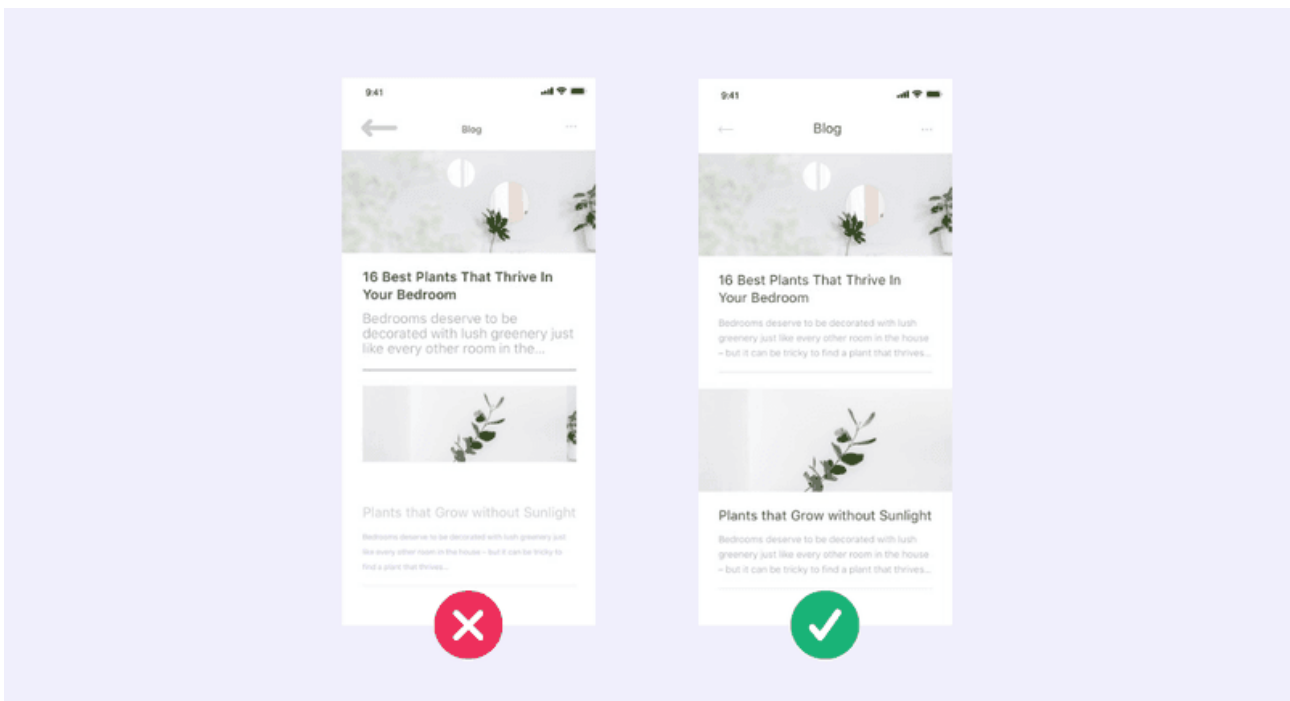 9:41
Blog
16 Best Plants That Thrive In
Your Bedroom
Bedrooms deserve to be
decorated with lush greenery just
like every other room in the...
Plants that Grow without Sunlight
Bedrooms deserve to be decorated with lush greenery just
like every other room in the house – but it can be tricky to
find a plant that thrives...
9:41
Blog
16 Best Plants That Thrive In
Your Bedroom
Bedrooms deserve to be decorated with lush
greenery just like every other room in the house
– but it can be tricky to find a plant that thrives...
Plants that Grow without Sunlight
Bedrooms deserve to be decorated with lush
greenery just like every other room in the house
– but it can be tricky to find a plant that thrives...